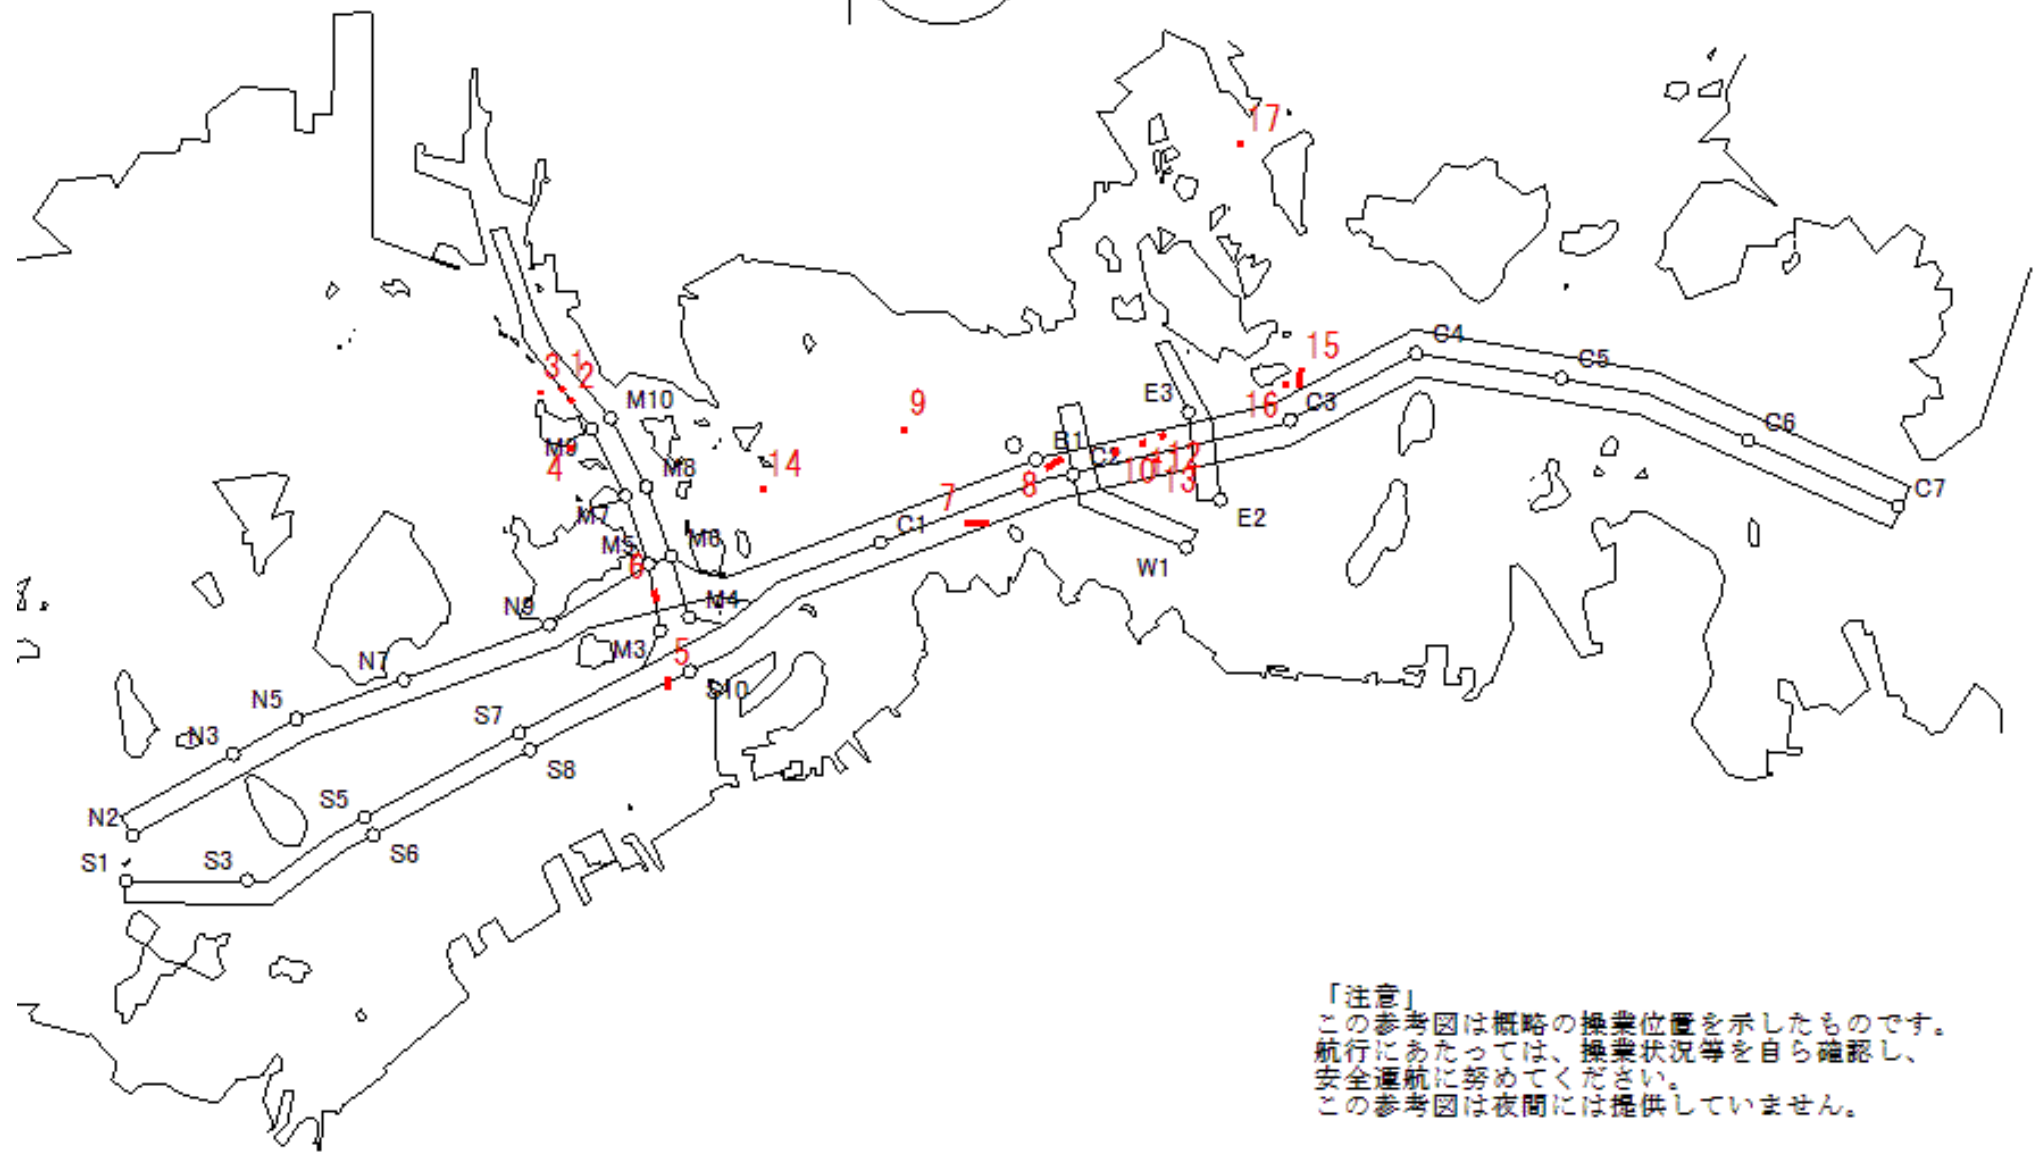 17
15
C4
C5
3
1
2
16
C3
E3
M10
9
B1
C6
M9
4
M8
14
C2
12
10
11
13
8
7
C7
E2
M7
C1
M5
M6
6
W1
N9
M4
M3
5
N7
S10
N5
S7
N3
S8
S5
N2
S6
S1
S3
「注意」
この参考図は概略の操業位置を示したものです。
航行にあたっては、操業状況等を自ら確認し、
安全運航に努めてください。
この参考図は夜間には提供していません。